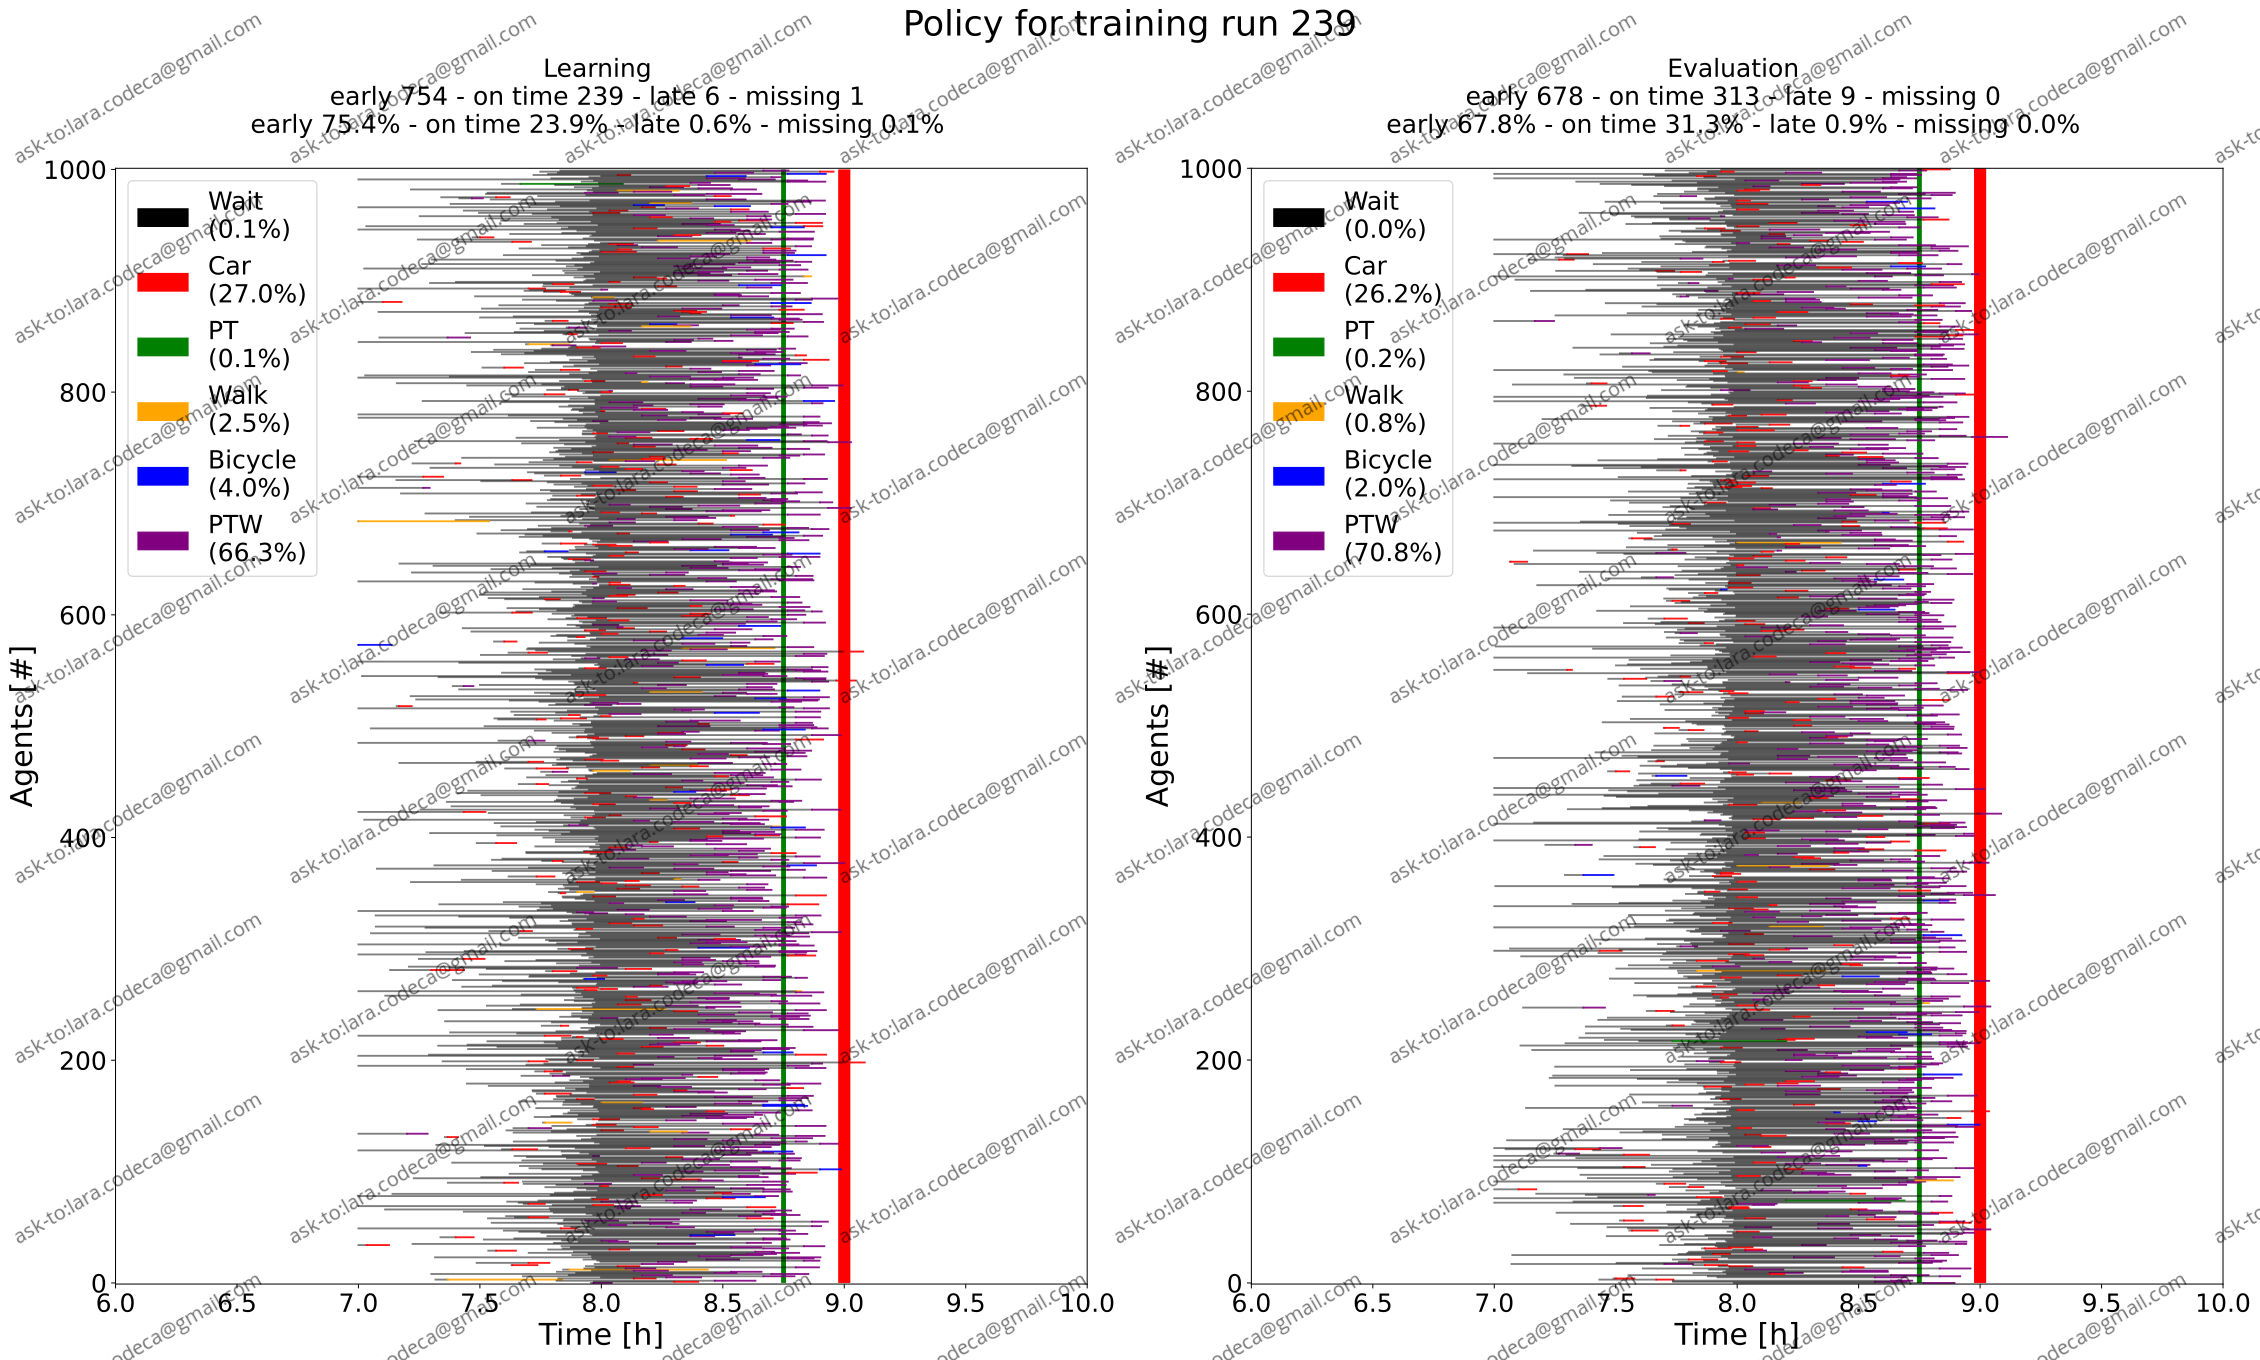 Policy for training run 239
Learning
early 754 - on time 239 - late 6 - missing 1
early 75.4% - on time 23.9% - late 0.6% - missing 0.1%
1000
800
600
400
200
0
Agents [#]
Wait
(0.1%)
Car
(27.0%)
PT
(0.1%)
Walk
(2.5%)
Bicycle
(4.0%)
PTW
(66.3%)
6.0 6.5 7.0 7.5 8.0 8.5 9.0 9.5 10.0
Time [h]
Evaluation
early 678 - on time 313 - late 9 - missing 0
early 67.8% - on time 31.3% - late 0.9% - missing 0.0%
1000
800
600
400
200
0
Agents [#]
Wait
(0.0%)
Car
(26.2%)
PT
(0.2%)
Walk
(0.8%)
Bicycle
(2.0%)
PTW
(70.8%)
6.0 6.5 7.0 7.5 8.0 8.5 9.0 9.5 10.0
Time [h]
ask-to:lara.codeca@gmail.com